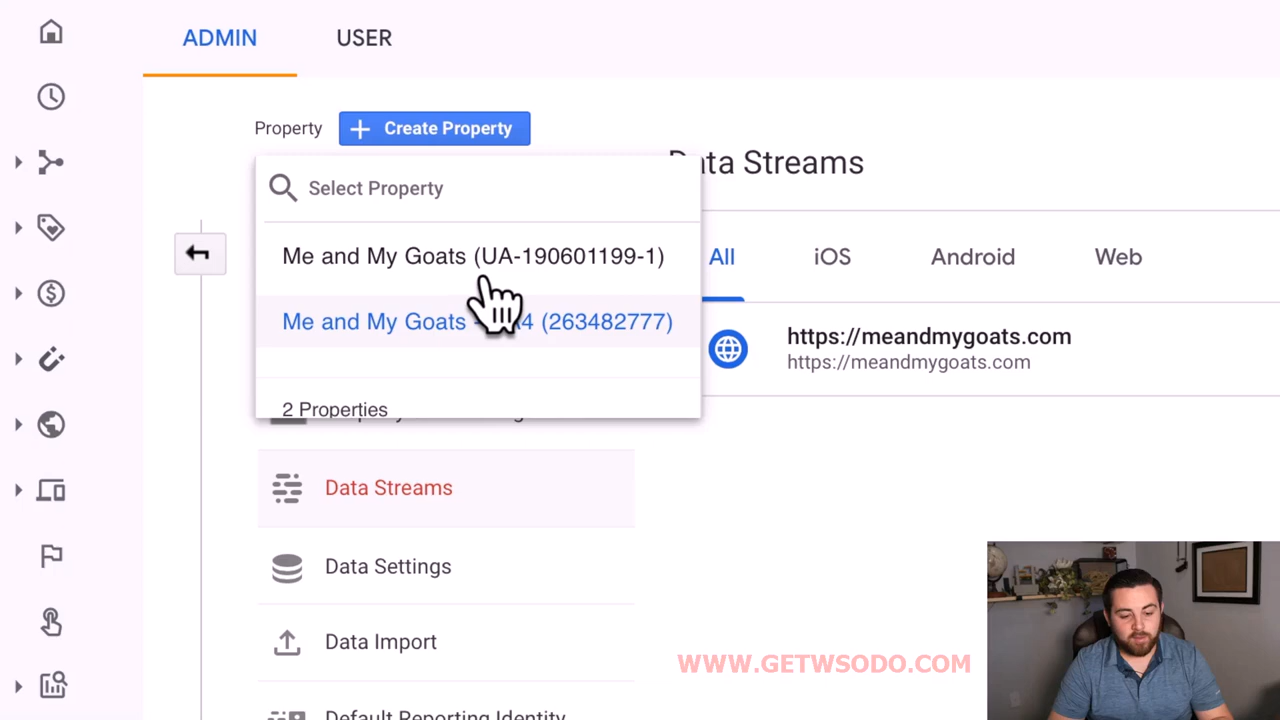 ADMIN
USER
Property
Create Property
Select Property
Me and My Goats (UA-190601199-1)
Me and My Goats
4 (263482777)
2 Properties
Data Streams
Data Settings
Data Import
Default Reporting Identity
Data Streams
All
iOS
Android
Web
https://meandmygoats.com
https://meandmygoats.com
WWW.GETWSODO.COM